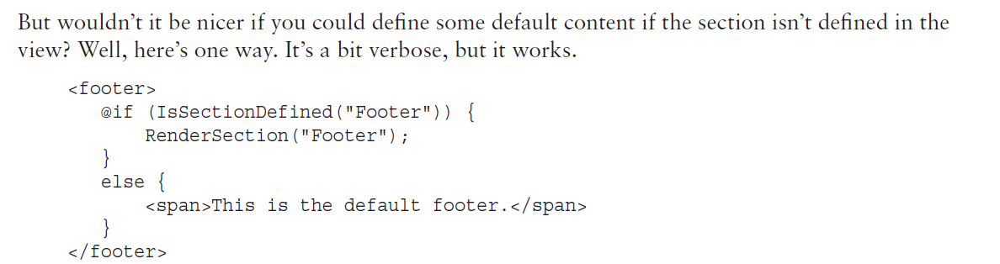 But wouldn’t it be nicer if you could define some default content if the section isn’t defined in the
view? Well, here’s one way. It’s a bit verbose, but it works.
<footer>
@if (IsSectionDefined("Footer")) {
RenderSection("Footer");
}
else {
<span>This is the default footer.</span>
}
</footer>